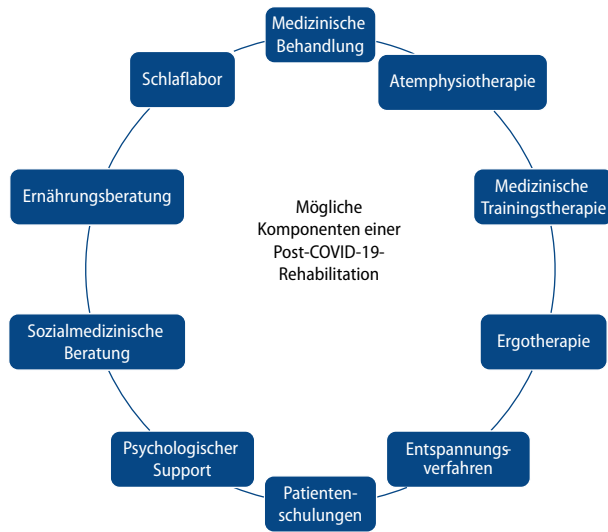 Medizinische
Behandlung
Atemphysiotherapie
Medizinische
Trainingstherapie
Ergotherapie
Entspannungs-
verfahren
Patienten-
schulungen
Psychologischer
Support
Sozialmedizinische
Beratung
Ernährungsberatung
Schlaflabor
Mögliche
Komponenten einer
Post-COVID-19-
Rehabilitation